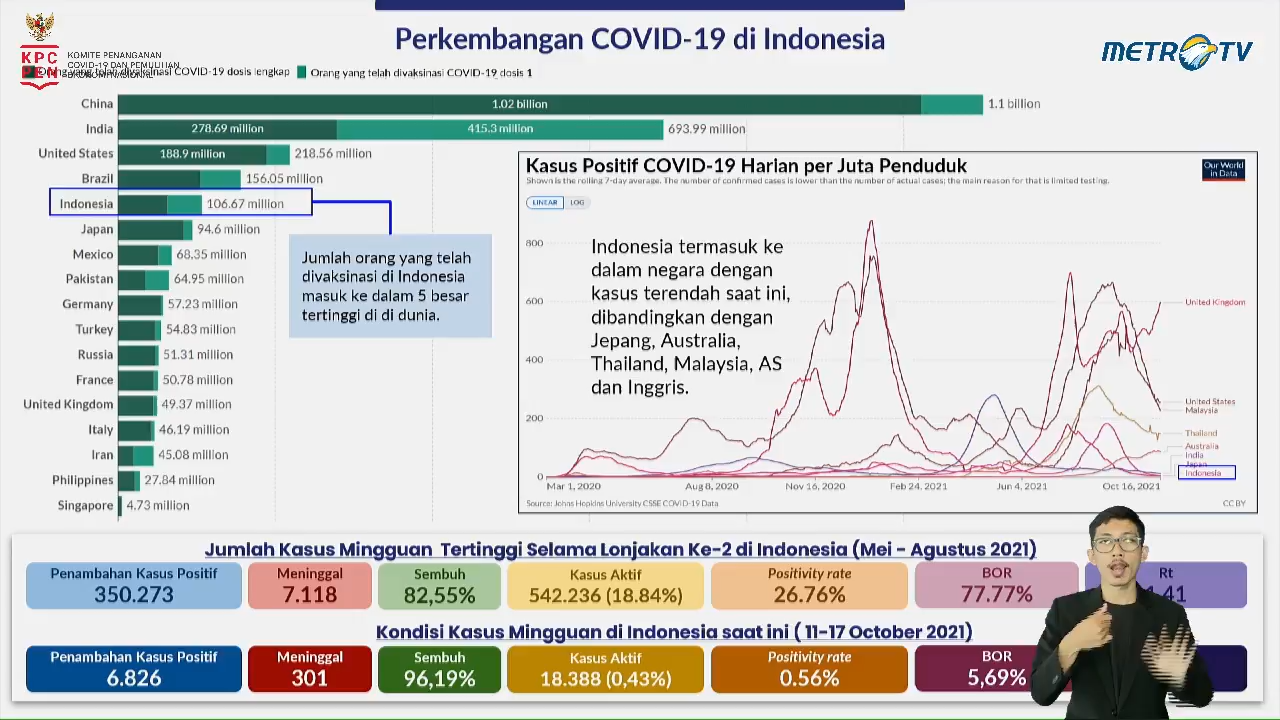 Perkembangan COVID-19 di Indonesia
KPC
PEN
KOMITE PENANGANAN
COVID-19 DAN PEMULIHAN
METRO TV
divaksinasi COVID-19 dosis lengkap
Orang yang telah divaksinasi COVID-19 dosis 1
China 1.02 billion 1.1 billion
India 278.69 million 415.3 million 693.99 million
United States 188.9 million 218.56 million
Brazil 156.05 million
Indonesia 106.67 million
Japan 94.6 million
Mexico 68.35 million
Pakistan 64.95 million
Germany 57.23 million
Turkey 54.83 million
Russia 51.31 million
France 50.78 million
United Kingdom 49.37 million
Italy 46.19 million
Iran 45.08 million
Philippines 27.84 million
Singapore 4.73 million
Jumlah orang yang telah
divaksinasi di Indonesia
masuk ke dalam 5 besar
tertinggi di di dunia.
Kasus Positif COVID-19 Harian per Juta Penduduk
Shown is the rolling 7-day average. The number of confirmed cases is lower than the number of actual cases; the main reason for that is limited testing.
Our World
in Data
LINEAR LOG
Indonesia termasuk ke
dalam negara dengan
kasus terendah saat ini,
dibandingkan dengan
Jepang, Australia,
Thailand, Malaysia, AS
dan Inggris.
800
600
400
200
0
United Kingdom
United States
Malaysia
Thailand
Australia
India
Japan
Indonesia
Mar 1, 2020 Aug 8, 2020 Nov 16, 2020 Feb 24, 2021 Jun 4, 2021 Oct 16, 2021
Source: Johns Hopkins University CSSE COVID-19 Data CC BY
Jumlah Kasus Mingguan Tertinggi Selama Lonjakan Ke-2 di Indonesia (Mei - Agustus 2021)
Penambahan Kasus Positif Meninggal Sembuh Kasus Aktif Positivity rate BOR Rt
350.273 7.118 82,55% 542.236 (18.84%) 26.76% 77.77% .41
Kondisi Kasus Mingguan di Indonesia saat ini ( 11-17 October 2021)
Penambahan Kasus Positif Meninggal Sembuh Kasus Aktif Positivity rate BOR
6.826 301 96,19% 18.388 (0,43%) 0.56% 5,69%